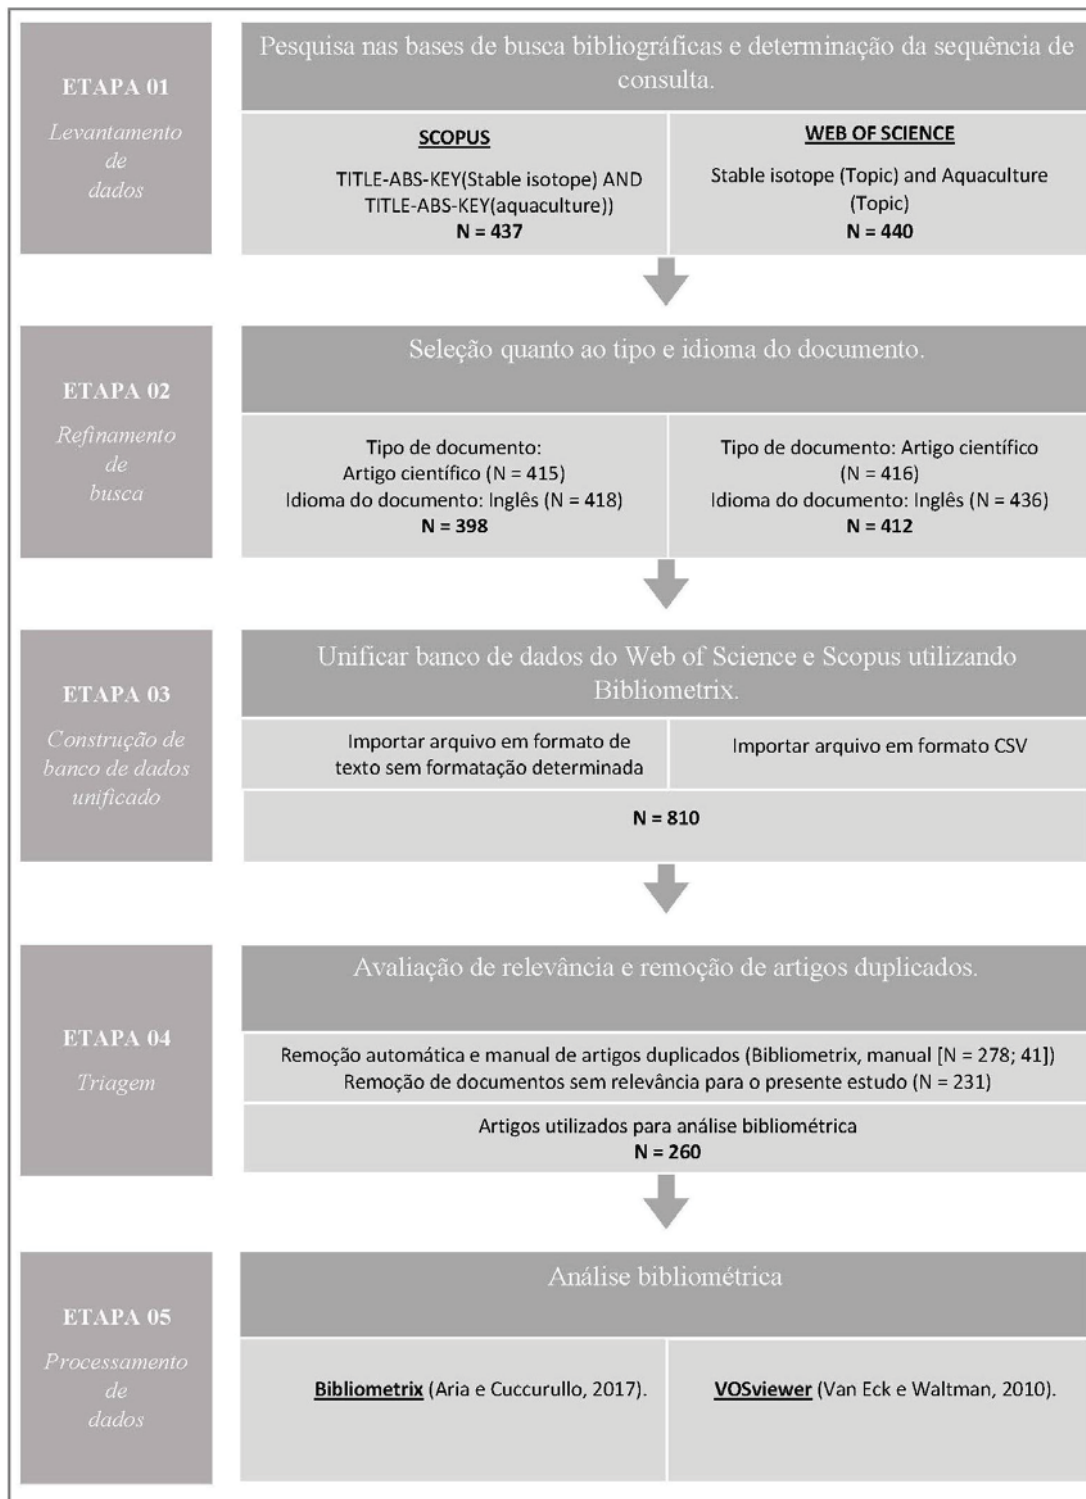 ETAPA 01
Levantamento
de
dados
Pesquisa nas bases de busca bibliográficas e determinação da sequência de
consulta.
SCOPUS
TITLE-ABS-KEY(Stable isotope) AND
TITLE-ABS-KEY(aquaculture))
N = 437
WEB OF SCIENCE
Stable isotope (Topic) and Aquaculture
(Topic)
N = 440
ETAPA 02
Refinamento
de
busca
Seleção quanto ao tipo e idioma do documento.
Tipo de documento:
Artigo científico (N = 415)
Idioma do documento: Inglês (N = 418)
N = 398
Tipo de documento: Artigo científico
(N = 416)
Idioma do documento: Inglês (N = 436)
N = 412
ETAPA 03
Construção de
banco de dados
unificado
Unificar banco de dados do Web of Science e Scopus utilizando
Bibliometrix.
Importar arquivo em formato de
texto sem formatação determinada
Importar arquivo em formato CSV
N = 810
ETAPA 04
Triagem
Avaliação de relevância e remoção de artigos duplicados.
Remoção automática e manual de artigos duplicados (Bibliometrix, manual [N = 278; 41])
Remoção de documentos sem relevância para o presente estudo (N = 231)
Artigos utilizados para análise bibliométrica
N = 260
ETAPA 05
Processamento
de
dados
Análise bibliométrica
Bibliometrix (Aria e Cuccurullo, 2017).
VOSviewer (Van Eck e Waltman, 2010).